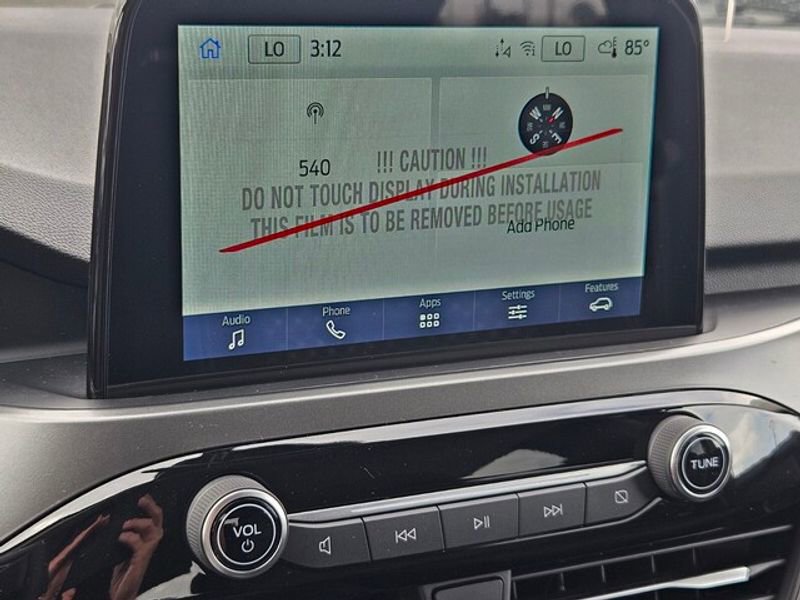 LO 3:12 LO 85°
540
!!! CAUTION !!!
DO NOT TOUCH DISPLAY DURING INSTALLATION
THIS FILM IS TO BE REMOVED BEFORE USAGE
Add Phone
Audio Phone Apps Settings Features
VOL
TUNE